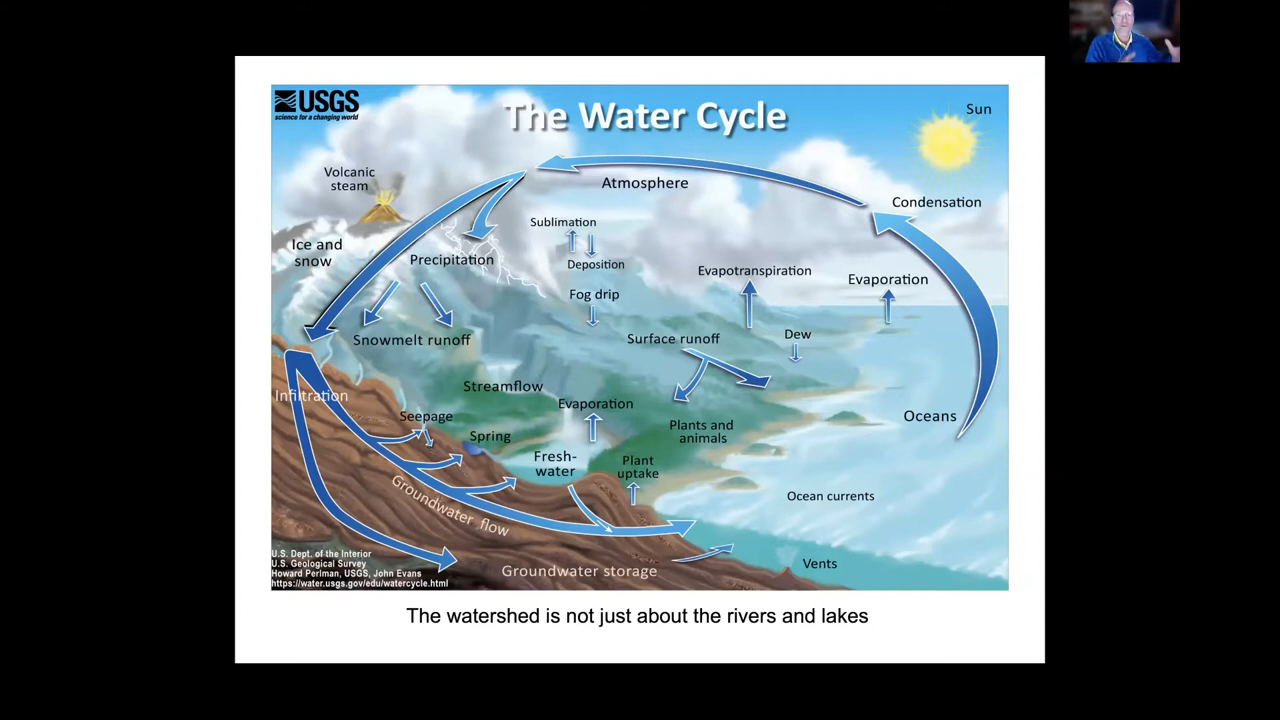 USGS
science for a changing world
The Water Cycle
Sun
Volcanic
steam
Atmosphere
Condensation
Ice and
snow
Sublimation
Precipitation
Deposition
Evapotranspiration
Evaporation
Fog drip
Snowmelt runoff
Surface runoff
Dew
Streamflow
Infiltration
Evaporation
Seepage
Oceans
Plants and
animals
Spring
Fresh-
water
Plant
uptake
Groundwater flow
Ocean currents
Groundwater storage
Vents
U.S. Dept. of the Interior
U.S. Geological Survey
Howard Perlman, USGS, John Evans
https://water.usgs.gov/edu/watercycle.html
The watershed is not just about the rivers and lakes